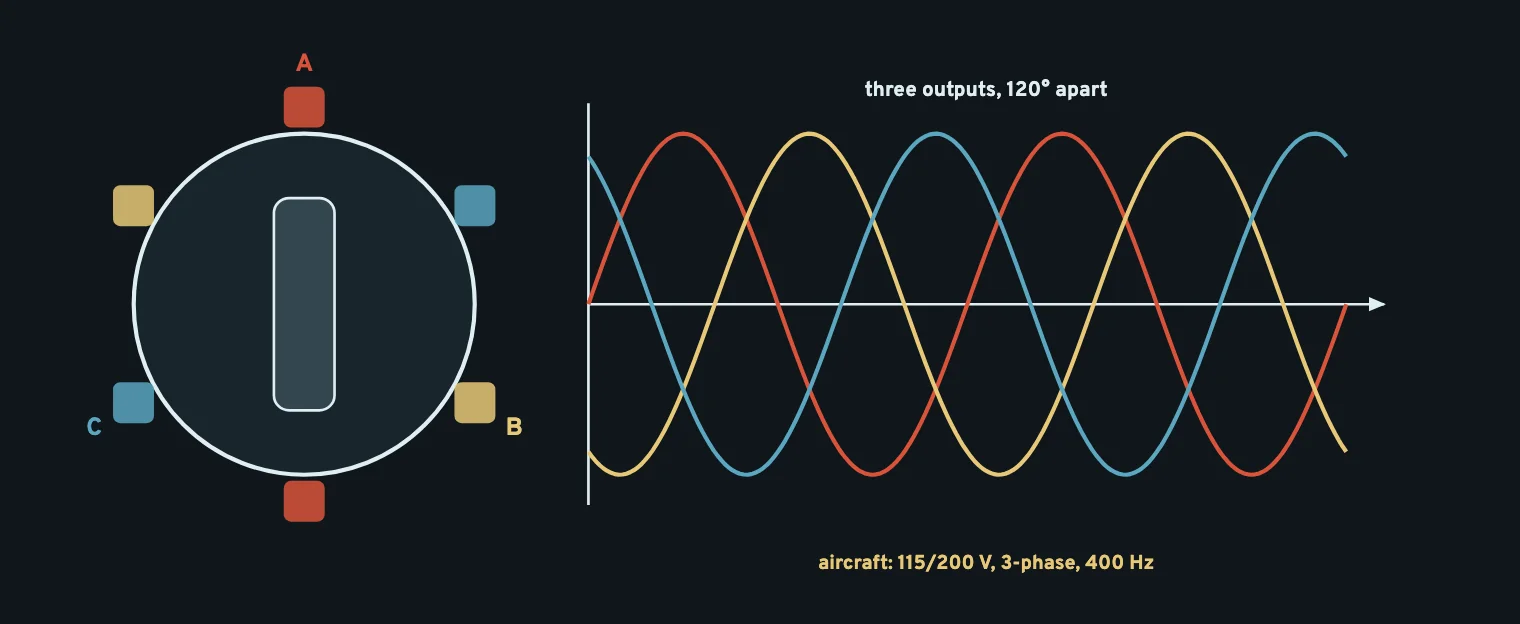 A
three outputs, 120° apart
C
B
aircraft: 115/200 V, 3-phase, 400 Hz